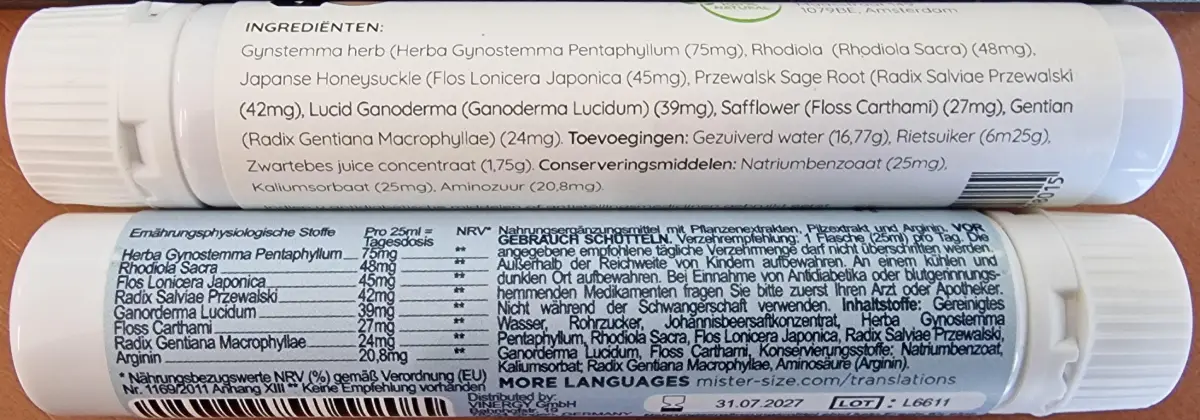 NATURAL
1079BE, Amsterdam
INGREDIËNTEN:
Gynstemma herb (Herba Gynostemma Pentaphyllum (75mg), Rhodiola (Rhodiola Sacra) (48mg),
Japanse Honeysuckle (Flos Lonicera Japonica (45mg), Przewalsk Sage Root (Radix Salviae Przewalski
(42mg), Lucid Ganoderma (Ganoderma Lucidum) (39mg), Safflower (Floss Carthami) (27mg), Gentian
(Radix Gentiana Macrophyllae) (24mg). Toevoegingen: Gezuiverd water (16,77g), Rietsuiker (6m25g),
Zwartebes juice concentraat (1,75g). Conserveringsmiddelen: Natriumbenzoaat (25mg),
Kaliumsorbaat (25mg), Aminozuur (20,8mg).
8015
Ernährungsphysiologische Stoffe Pro 25ml = NRV*
Tagesdosis
Herba Gynostemma Pentaphyllum 75mg **
Rhodiola Sacra 48mg **
Flos Lonicera Japonica 45mg **
Radix Salviae Przewalski 42mg **
Ganorderma Lucidum 39mg **
Floss Carthami 27mg **
Radix Gentiana Macrophyllae 24mg **
Arginin 20,8mg **
* Nährungsbezugswerte NRV (%) gemäß Verordnung (EU)
Nr. 1169/2011 Anhang XIII ** Keine Empfehlung vorhanden
Nahrungsergänzungsmittel mit Pflanzenextrakten, Pilzextrakt und Arginin. VOR
GEBRAUCH SCHÜTTELN. Verzehrempfehlung: 1 Flasche (25ml) pro Tag. Die
angegebene empfohlene tägliche Verzehrmenge darf nicht überschritten werden.
Außerhalb der Reichweite von Kindern aufbewahren. An einem kühlen und
dunklen Ort aufbewahren. Bei Einnahme von Antidiabetika oder blutgerinnungs-
hemmenden Medikamenten fragen Sie bitte zuerst Ihren Arzt oder Apotheker.
Nicht während der Schwangerschaft verwenden. Inhaltsstoffe: Gereinigtes
Wasser, Rohrzucker, Johannisbeersaftkonzentrat, Herba Gynostemma
Pentaphyllum, Rhodiola Sacra, Flos Lonicera Japonica, Radix Salviae Przewalski,
Ganorderma Lucidum, Floss Carthami, Konservierungsstoffe: Natriumbenzoat,
Kaliumsorbat; Radix Gentiana Macrophyllae, Aminosäure (Arginin).
MORE LANGUAGES mister-size.com/translations
Distributed by:
VINERGY GmbH
31.07.2027 LOT : L6611